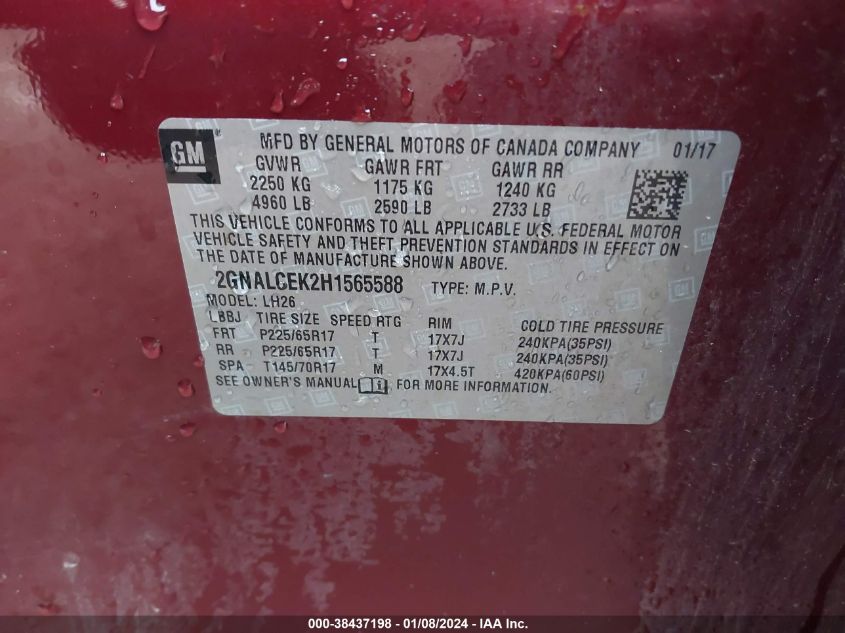 GM
MFD BY GENERAL MOTORS OF CANADA COMPANY 01/17
GVWR GAWR FRT GAWR RR
2250 KG 1175 KG 1240 KG
4960 LB 2590 LB 2733 LB
THIS VEHICLE CONFORMS TO ALL APPLICABLE U.S. FEDERAL MOTOR
VEHICLE SAFETY AND THEFT PREVENTION STANDARDS IN EFFECT ON
THE DATE OF MANUFACTURE SHOWN ABOVE.
2GNALCEK2H1565588 TYPE: M.P.V.
MODEL: LH26
LBBJ TIRE SIZE SPEED RTG RIM COLD TIRE PRESSURE
FRT P225/65R17 T 17X7J 240KPA(35PSI)
RR P225/65R17 T 17X7J 240KPA(35PSI)
SPA T145/70R17 M 17X4.5T 420KPA(60PSI)
SEE OWNER'S MANUAL FOR MORE INFORMATION.
000-38437198 - 01/08/2024 - IAA Inc.